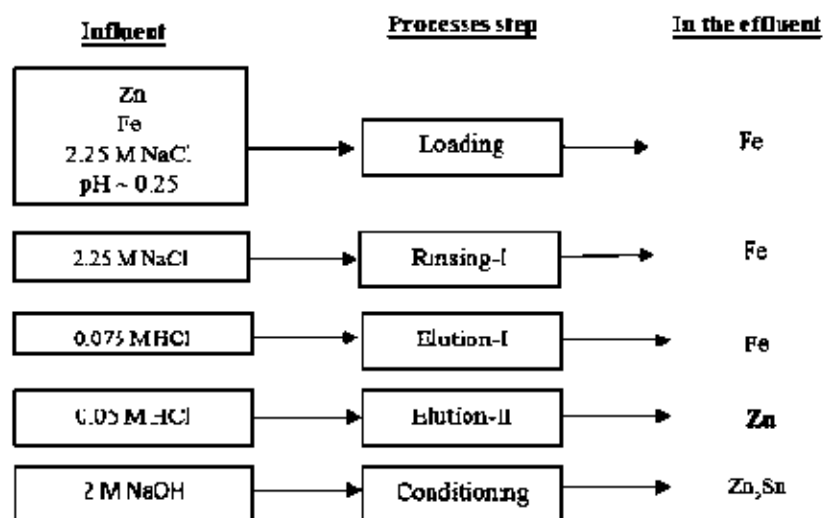 Influent Processes step In the effluent
Zn
Fe
2.25 M NaCl
pH ~ 0.25
Loading
Fe
2.25 M NaCl
Rinsing-I
Fe
0.075 M HCl
Elution-I
Fe
0.05 M HCl
Elution-II
Zn
2 M NaOH
Conditioning
Zn,Sn